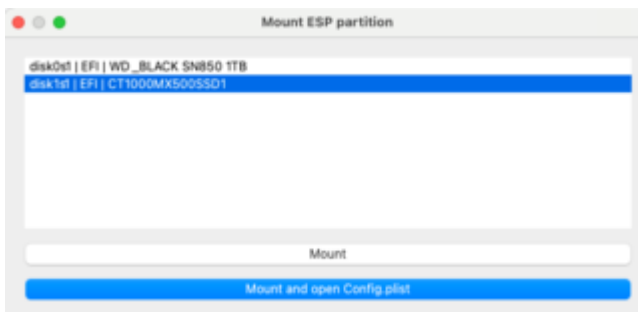 Mount ESP partition
disk0s1 | EFI | WD_BLACK SN850 1TB
disk1s1 | EFI | CT1000MX500SSD1
Mount
Mount and open Config.plist